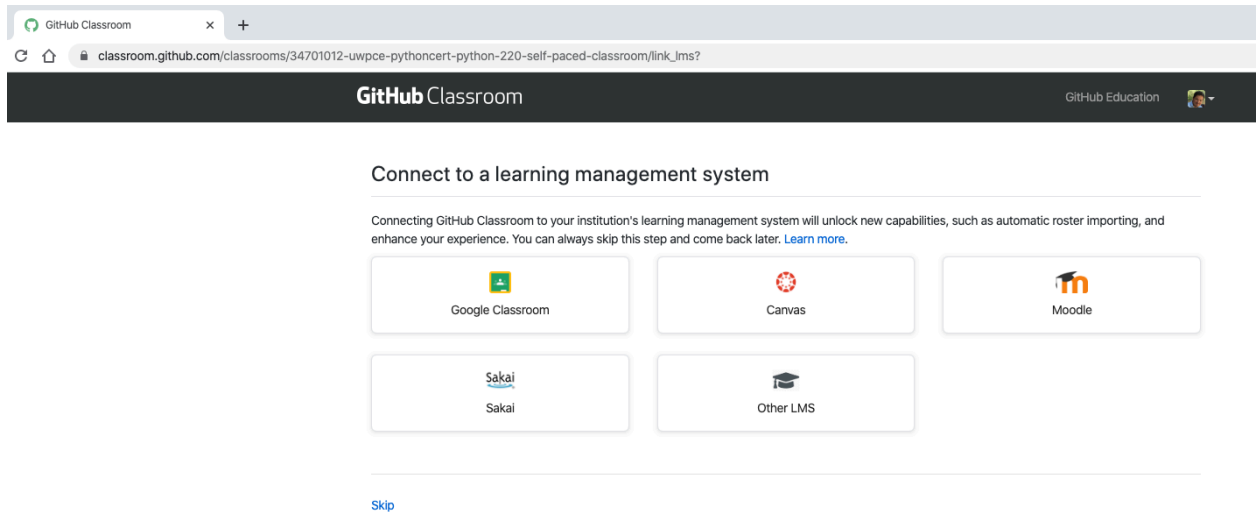 GitHub Classroom
classroom.github.com/classrooms/34701012-uwpce-pythoncert-python-220-self-paced-classroom/link_lms?
GitHub Classroom
GitHub Education
Connect to a learning management system
Connecting GitHub Classroom to your institution's learning management system will unlock new capabilities, such as automatic roster importing, and
enhance your experience. You can always skip this step and come back later. Learn more.
Google Classroom
Canvas
Moodle
Sakai
Sakai
Other LMS
Skip